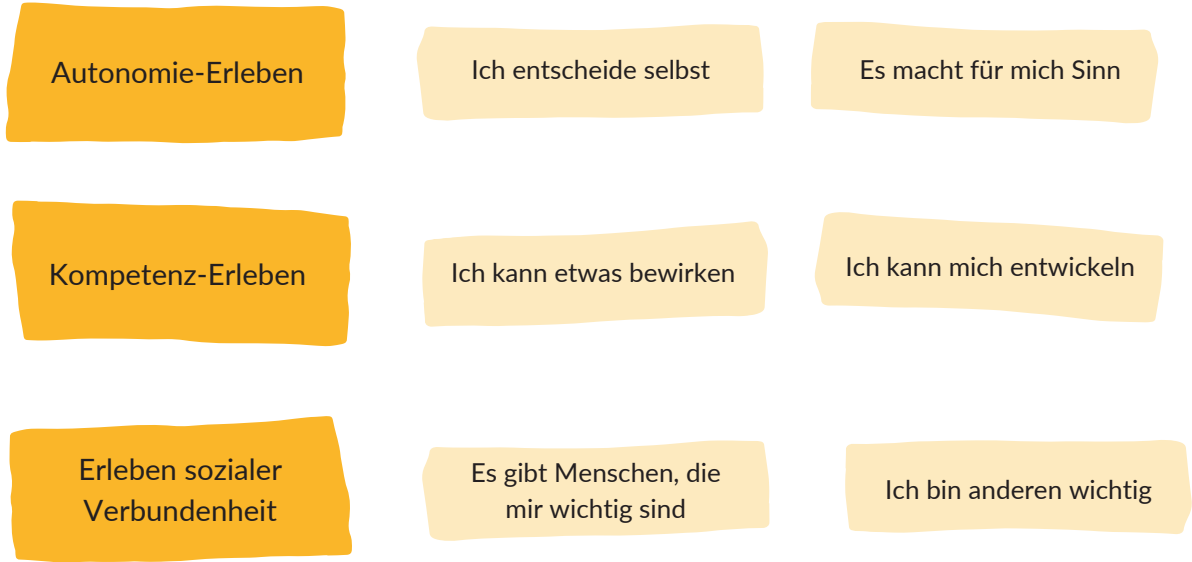 Autonomie-Erleben
Ich entscheide selbst
Es macht für mich Sinn
Kompetenz-Erleben
Ich kann etwas bewirken
Ich kann mich entwickeln
Erleben sozialer
Verbundenheit
Es gibt Menschen, die
mir wichtig sind
Ich bin anderen wichtig